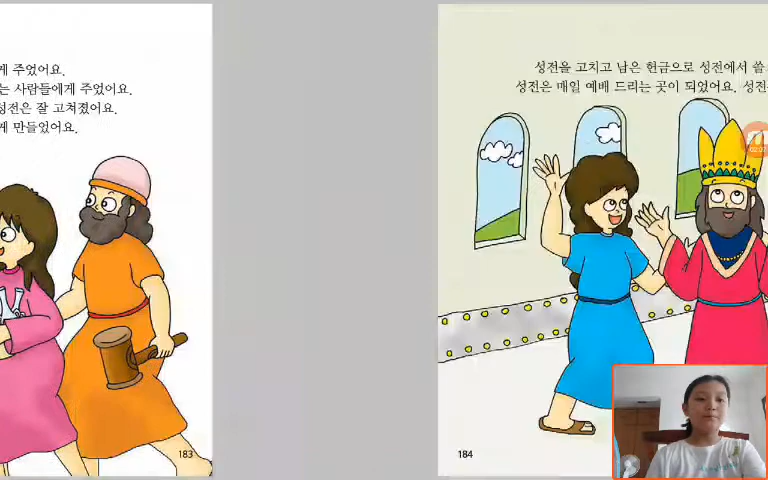 게 주었어요.
는 사람들에게 주었어요.
성전은 잘 고쳐졌어요.
게 만들었어요.
183
성전을 고치고 남은 헌금으로 성전에서 쓸
성전은 매일 예배 드리는 곳이 되었어요. 성전
184